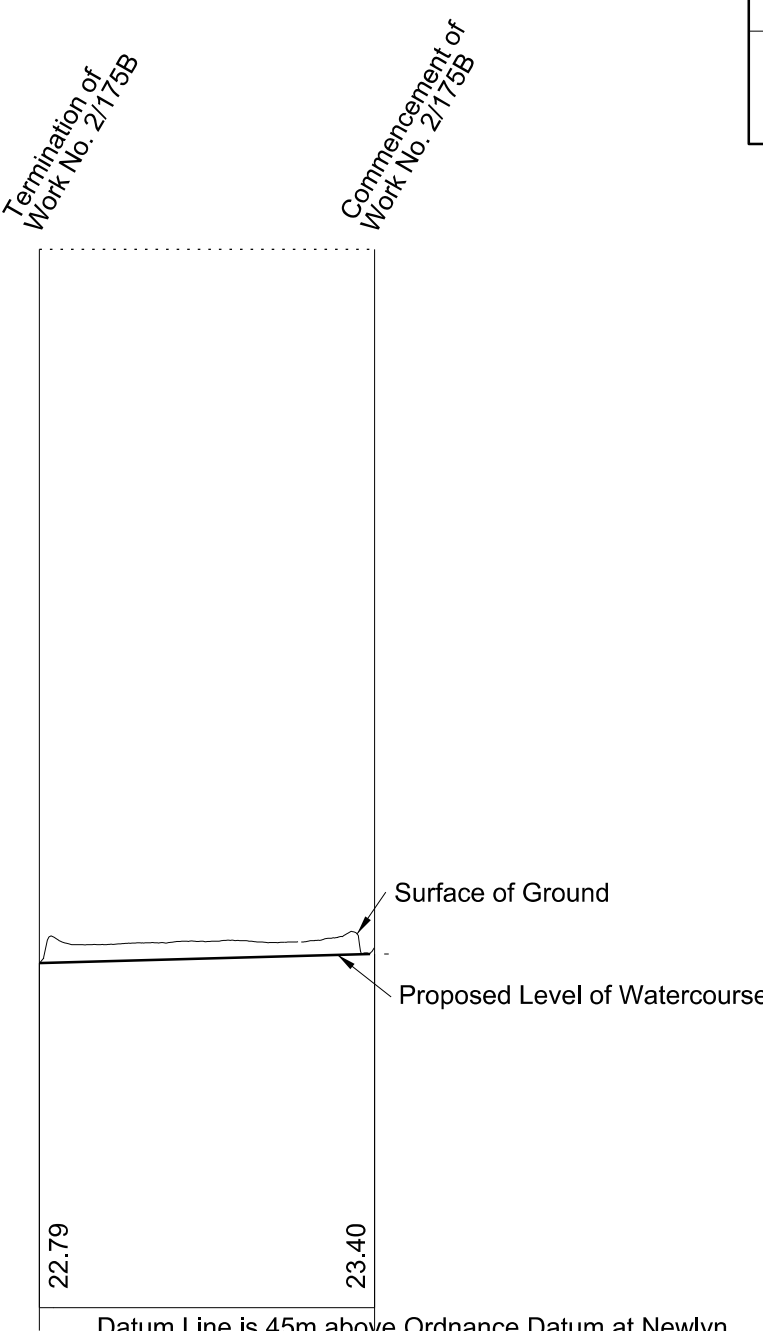 Termination of
Work No. 2/175B
Commencement of
Work No. 2/175B
Surface of Ground
Proposed Level of Watercourse
22.79
23.40
Datum Line is 45m above Ordnance Datum at Newlyn